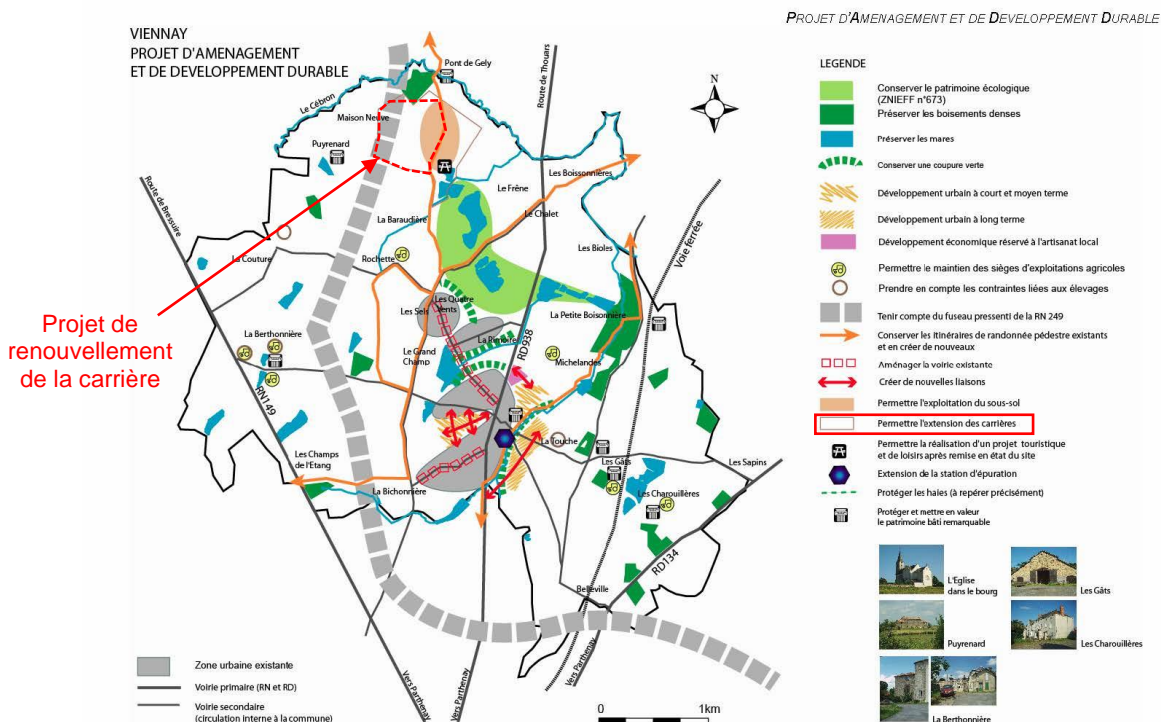 PROJET D'AMENAGEMENT ET DE DEVELOPPEMENT DURABLE
VIENNAY
PROJET D'AMENAGEMENT
ET DE DEVELOPPEMENT DURABLE
Projet de
renouvellement
de la carrière
Pont de Gely
Le Cébron
Route de Thouars
N
Maison Neuve
Puyrenard
Route de Bressuire
Les Boissonnières
Le Frêne
Le Chalet
La Baraudière
Les Bioles
Voie ferrée
La Couture
Rochette
Les Quatre
Vents
Les Sels
La Petite Boisonnière
La Rimoire
RD938
La Berthonnière
Le Grand
Champ
Michelandes
RN149
La Touche
Les Champs
de l'Etang
Les Gâts
Les Sapins
La Bichonnière
Les Charouillères
RD134
Belleville
Vers Parthenay
Vers Parthenay
Vers Parthenay
Zone urbaine existante
Voirie primaire (RN et RD)
Voirie secondaire
(circulation interne à la commune)
0
1km
LEGENDE
Conserver le patrimoine écologique
(ZNIEFF n°673)
Préserver les boisements denses
Préserver les mares
Conserver une coupure verte
Développement urbain à court et moyen terme
Développement urbain à long terme
Développement économique réservé à l'artisanat local
Permettre le maintien des sièges d'exploitations agricoles
Prendre en compte les contraintes liées aux élevages
Tenir compte du fuseau pressenti de la RN 249
Conserver les itinéraires de randonnée pédestre existants
et en créer de nouveaux
Aménager la voirie existante
Créer de nouvelles liaisons
Permettre l'exploitation du sous-sol
Permettre l'extension des carrières
Permettre la réalisation d'un projet touristique
et de loisirs après remise en état du site
Extension de la station d'épuration
Protéger les haies (à repérer précisément)
Protéger et mettre en valeur
le patrimoine bâti remarquable
L'Eglise
dans le bourg
Les Gâts
Puyrenard
Les Charouillères
La Berthonnière